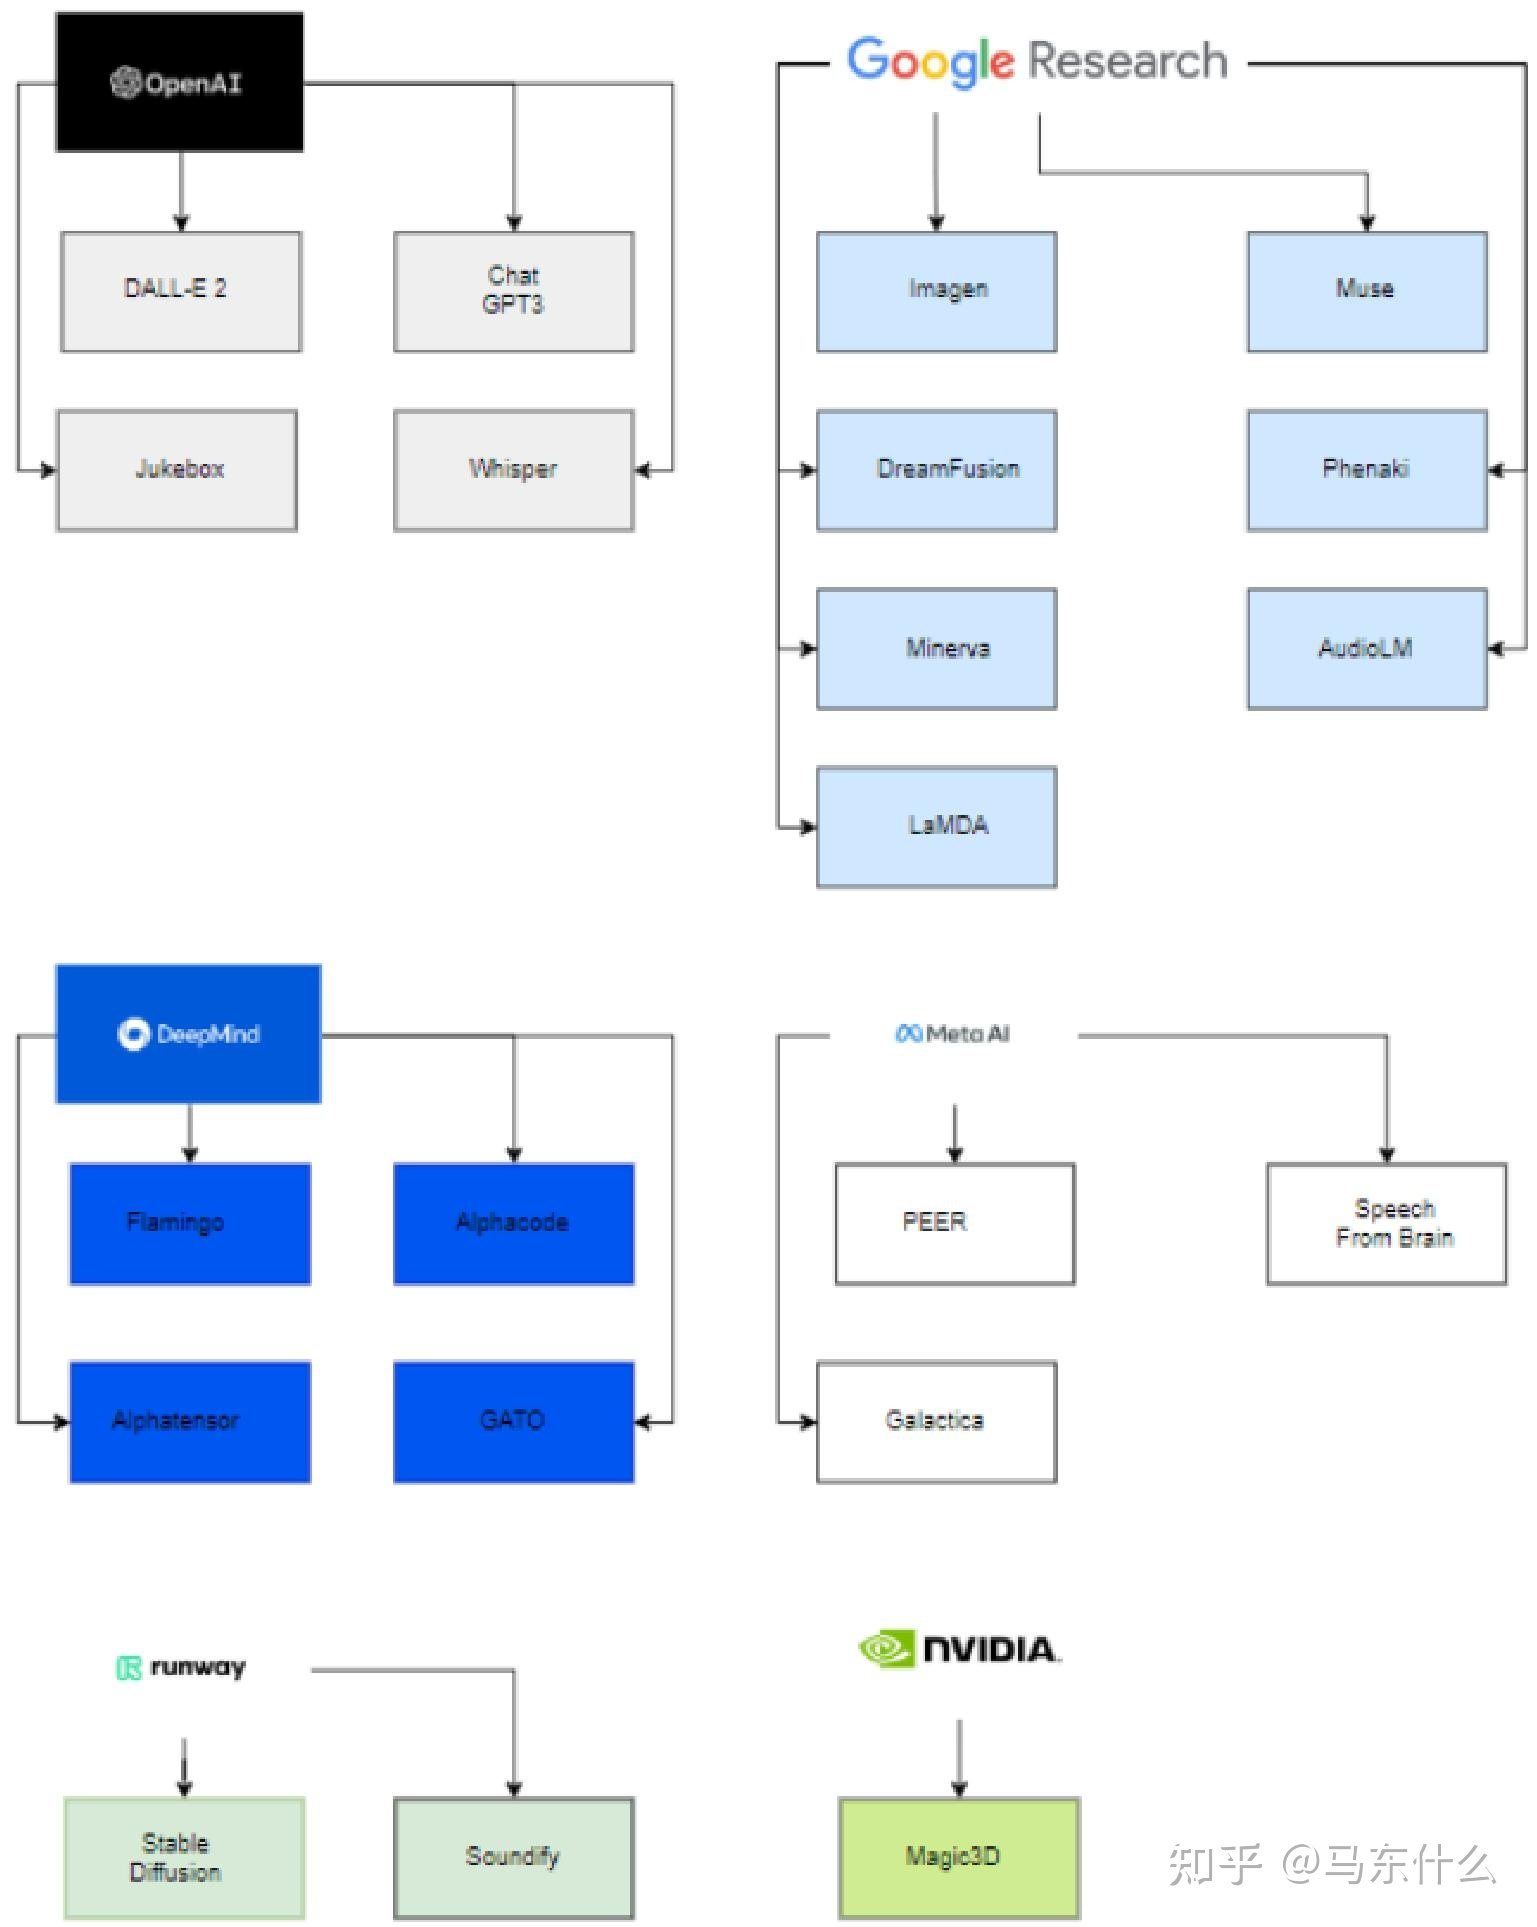 OpenAI
DALL-E 2
Chat
GPT3
Jukebox
Whisper
Google Research
Imagen
Muse
DreamFusion
Phenaki
Minerva
AudioLM
LaMDA
DeepMind
Flamingo
Alphacode
Alphatensor
GATO
Meta AI
PEER
Speech
From Brain
Galactica
runway
Stable
Diffusion
Soundify
NVIDIA.
Magic3D
知乎 @马东什么